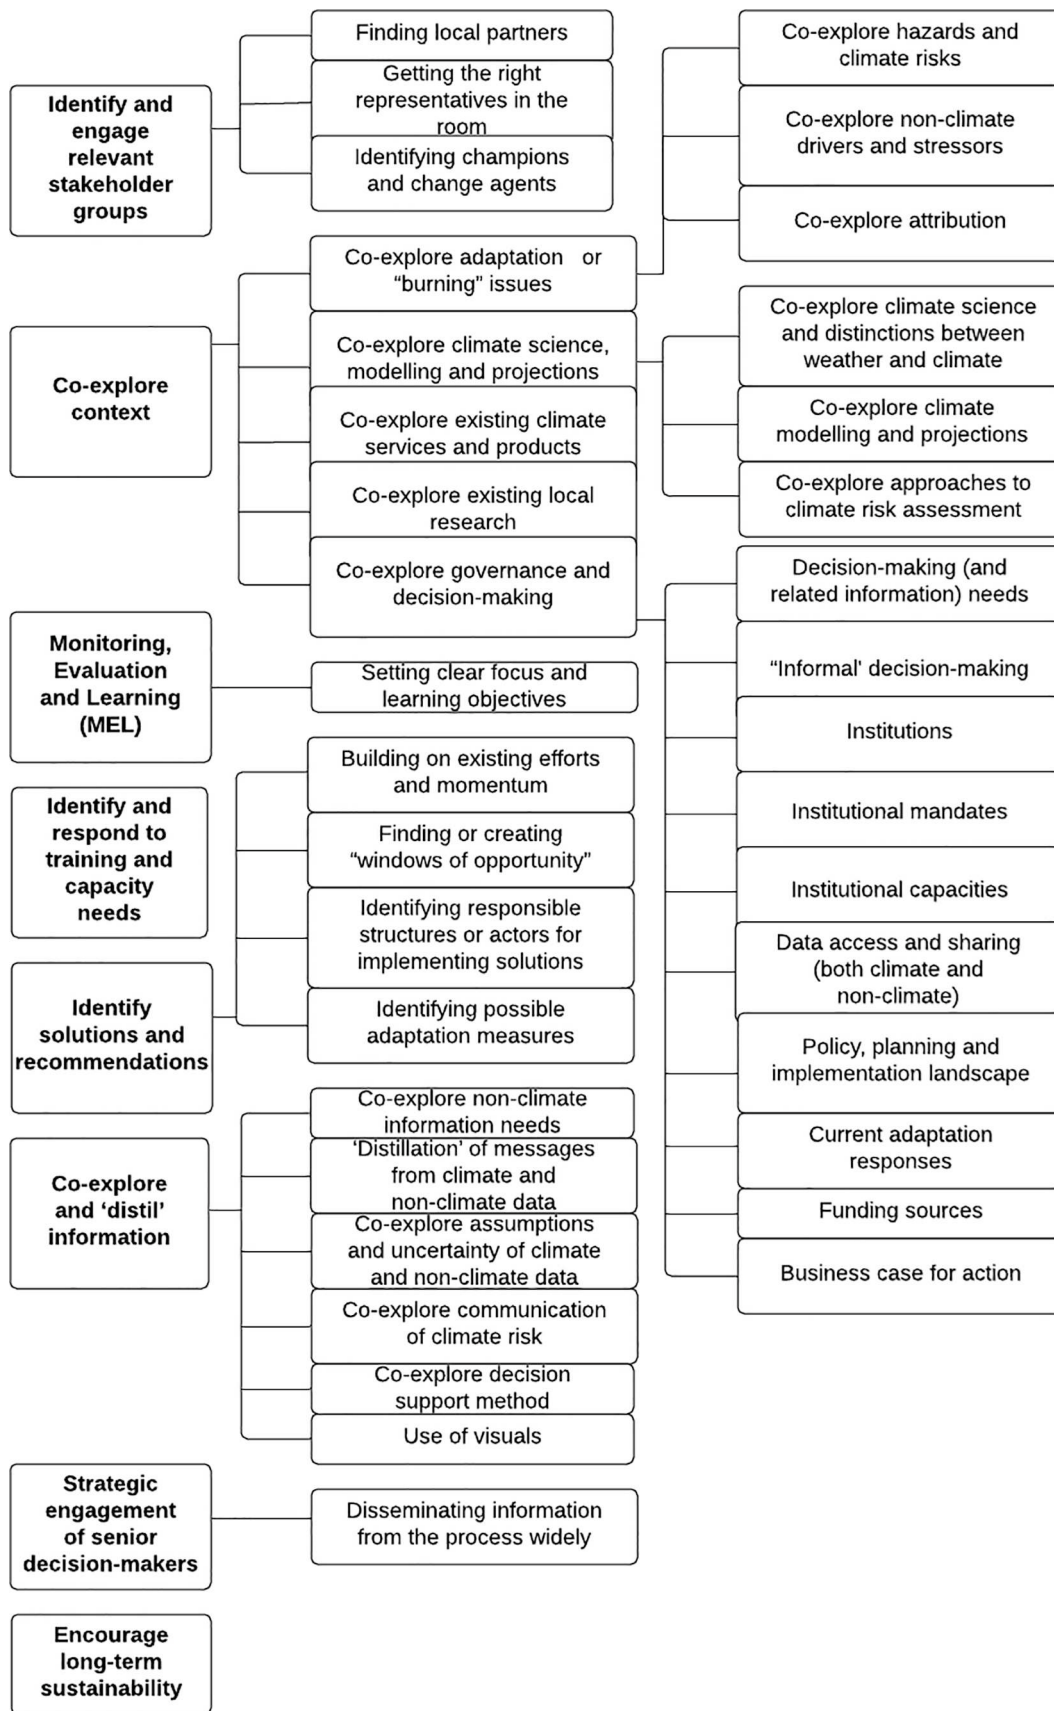 Identify and
engage
relevant
stakeholder
groups
Finding local partners
Getting the right
representatives in the
room
Identifying champions
and change agents
Co-explore
context
Co-explore adaptation or
“burning” issues
Co-explore hazards and
climate risks
Co-explore non-climate
drivers and stressors
Co-explore attribution
Co-explore climate science,
modelling and projections
Co-explore climate science
and distinctions between
weather and climate
Co-explore climate
modelling and projections
Co-explore approaches to
climate risk assessment
Co-explore existing climate
services and products
Co-explore existing local
research
Co-explore governance and
decision-making
Decision-making (and
related information) needs
“Informal' decision-making
Institutions
Institutional mandates
Institutional capacities
Data access and sharing
(both climate and
non-climate)
Policy, planning and
implementation landscape
Current adaptation
responses
Funding sources
Business case for action
Monitoring,
Evaluation
and Learning
(MEL)
Setting clear focus and
learning objectives
Identify and
respond to
training and
capacity
needs
Identify
solutions and
recommendations
Building on existing efforts
and momentum
Finding or creating
“windows of opportunity”
Identifying responsible
structures or actors for
implementing solutions
Identifying possible
adaptation measures
Co-explore
and ‘distil’
information
Co-explore non-climate
information needs
‘Distillation’ of messages
from climate and
non-climate data
Co-explore assumptions
and uncertainty of climate
and non-climate data
Co-explore communication
of climate risk
Co-explore decision
support method
Use of visuals
Strategic
engagement
of senior
decision-makers
Disseminating information
from the process widely
Encourage
long-term
sustainability